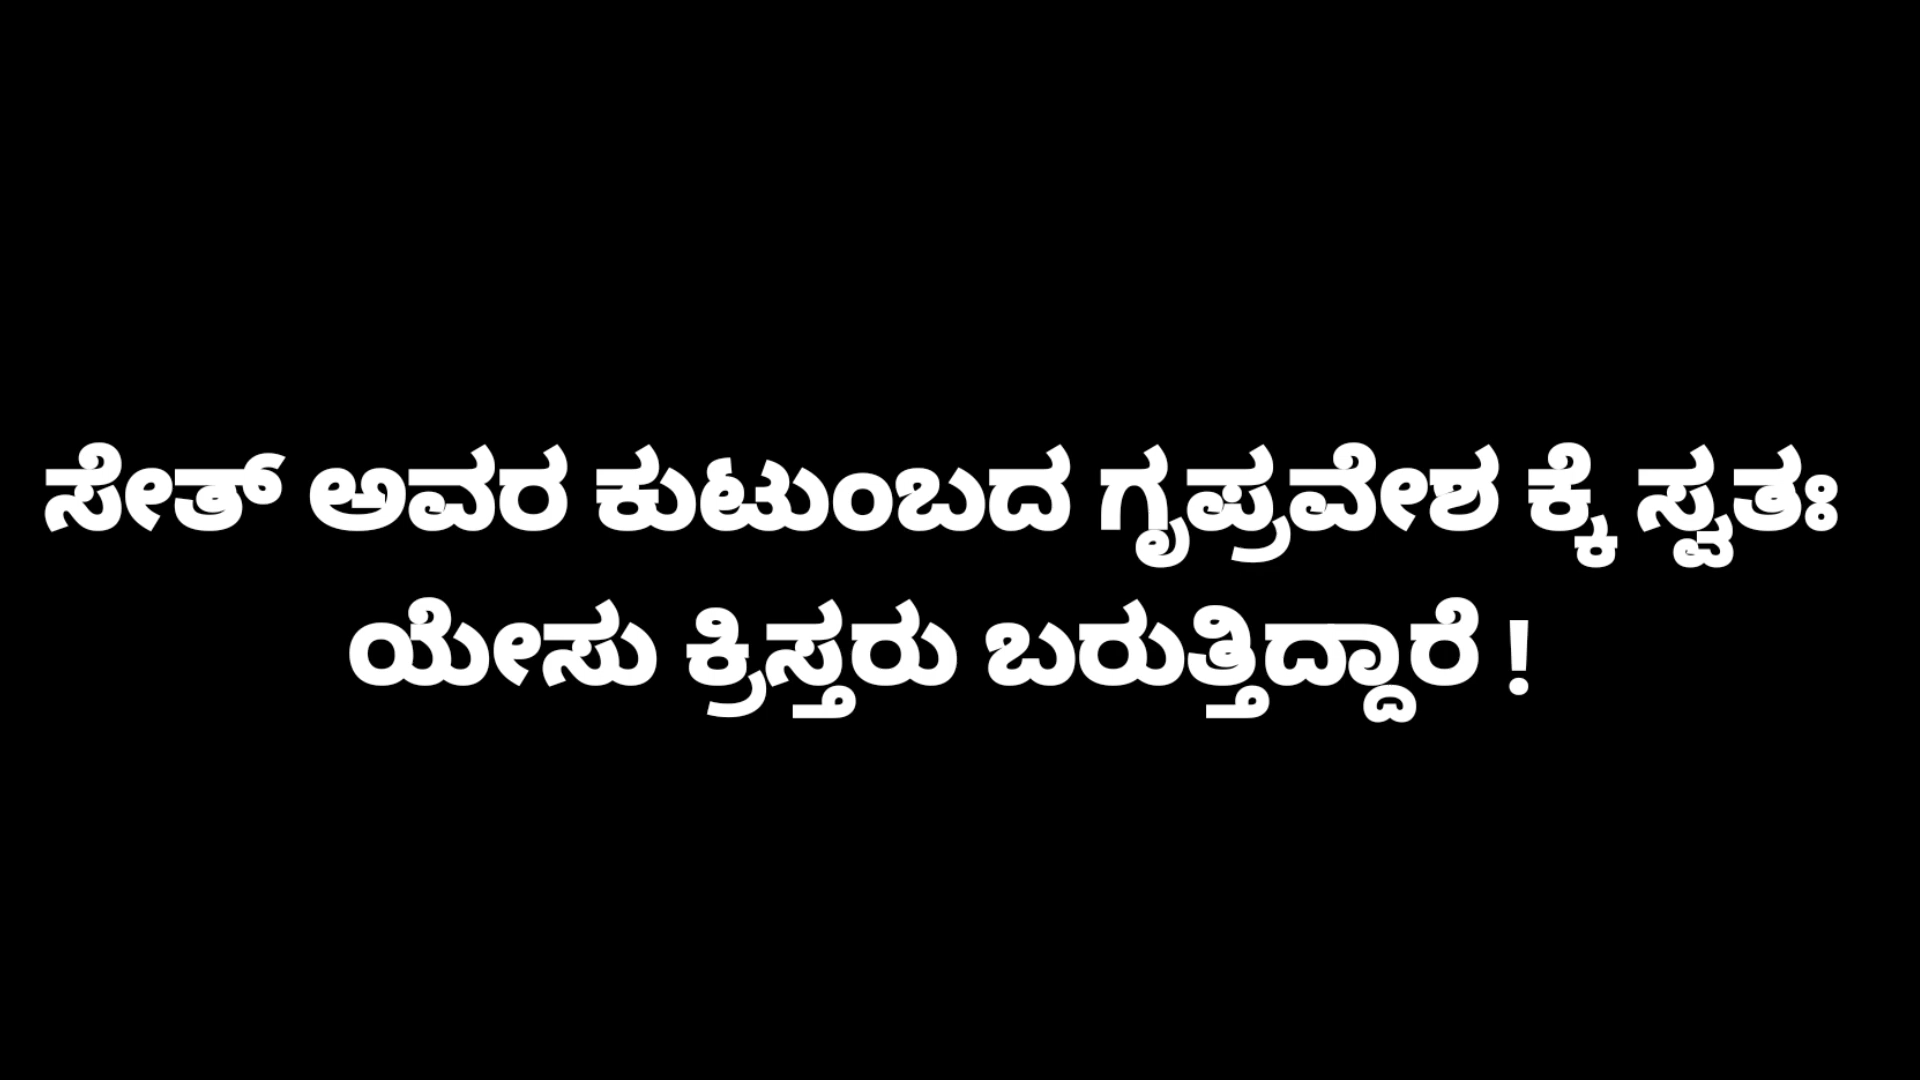 ಸೇತ್ ಅವರ ಕುಟುಂಬದ ಗೃಪ್ರವೇಶ ಕ್ಕೆ ಸ್ವತಃ
ಯೇಸು ಕ್ರಿಸ್ತರು ಬರುತ್ತಿದ್ದಾರೆ !